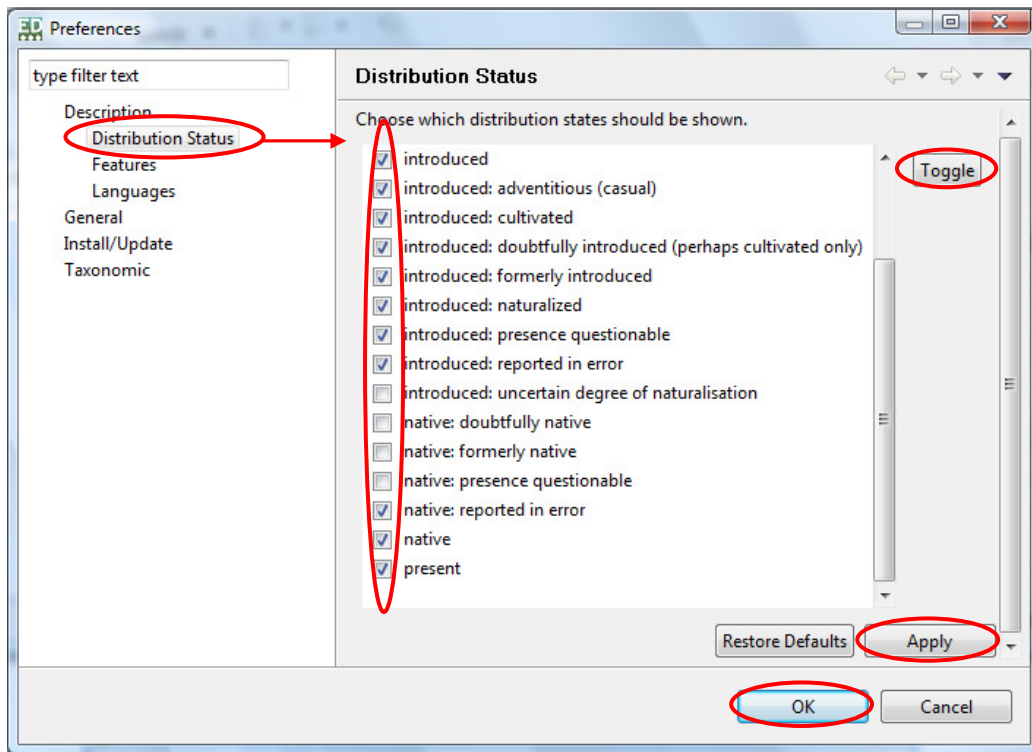 Preferences
type filter text
Description
Distribution Status
Features
Languages
General
Install/Update
Taxonomic
Distribution Status
Choose which distribution states should be shown.
introduced
introduced: adventitious (casual)
introduced: cultivated
introduced: doubtfully introduced (perhaps cultivated only)
introduced: formerly introduced
introduced: naturalized
introduced: presence questionable
introduced: reported in error
introduced: uncertain degree of naturalisation
native: doubtfully native
native: formerly native
native: presence questionable
native: reported in error
native
present
Toggle
Restore Defaults
Apply
OK
Cancel